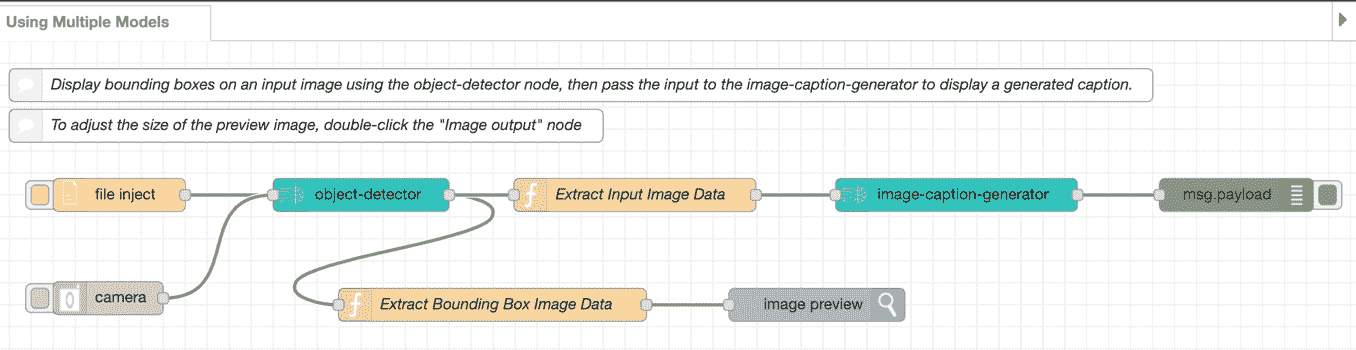 Using Multiple Models
Display bounding boxes on an input image using the object-detector node, then pass the input to the image-caption-generator to display a generated caption.
To adjust the size of the preview image, double-click the "Image output" node
file inject
object-detector
Extract Input Image Data
image-caption-generator
msg.payload
camera
Extract Bounding Box Image Data
image preview